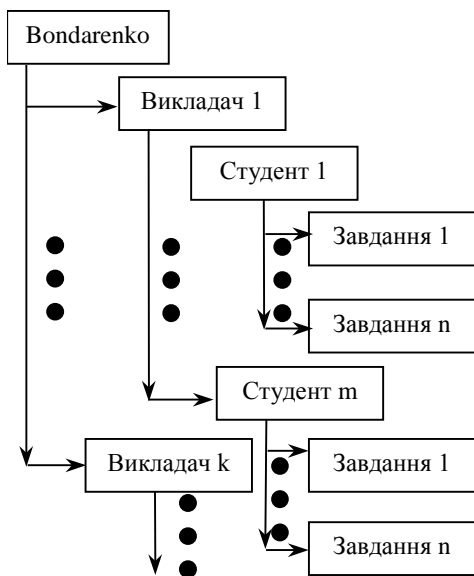 Bondarenko
Викладач 1
Студент 1
Завдання 1
Завдання n
Студент m
Завдання 1
Викладач k
Завдання n